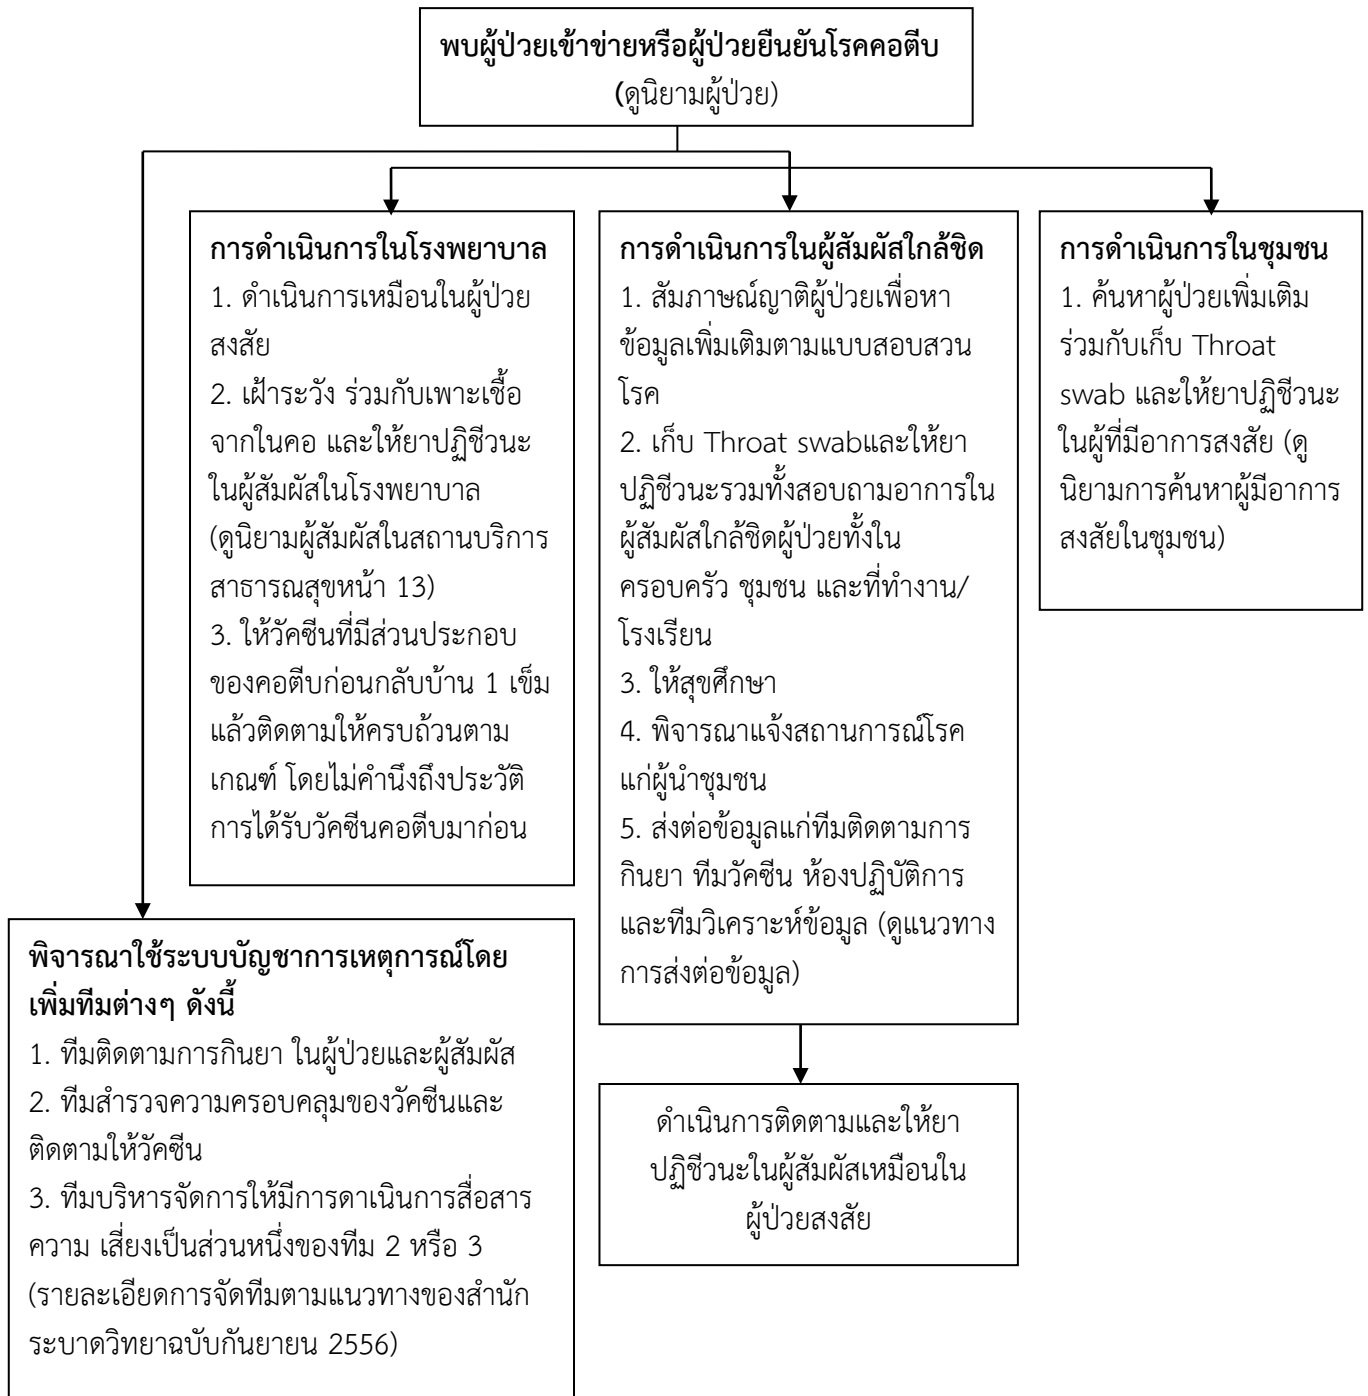 พบผู้ป่วยเข้าข่ายหรือผู้ป่วยยืนยันโรคคอตีบ
(ดูนิยามผู้ป่วย)
การดำเนินการในโรงพยาบาล
1. ดำเนินการเหมือนในผู้ป่วย
สงสัย
2. เฝ้าระวัง ร่วมกับเพาะเชื้อ
จากในคอ และให้ยาปฏิชีวนะ
ในผู้สัมผัสในโรงพยาบาล
(ดูนิยามผู้สัมผัสในสถานบริการ
สาธารณสุขหน้า 13)
3. ให้วัคซีนที่มีส่วนประกอบ
ของคอตีบก่อนกลับบ้าน 1 เข็ม
แล้วติดตามให้ครบถ้วนตาม
เกณฑ์ โดยไม่คำนึงถึงประวัติ
การได้รับวัคซีนคอตีบมาก่อน
การดำเนินการในผู้สัมผัสใกล้ชิด
1. สัมภาษณ์ญาติผู้ป่วยเพื่อหา
ข้อมูลเพิ่มเติมตามแบบสอบสวน
โรค
2. เก็บ Throat swabและให้ยา
ปฏิชีวนะรวมทั้งสอบถามอาการใน
ผู้สัมผัสใกล้ชิดผู้ป่วยทั้งใน
ครอบครัว ชุมชน และที่ทำงาน/
โรงเรียน
3. ให้สุขศึกษา
4. พิจารณาแจ้งสถานการณ์โรค
แก่ผู้นำชุมชน
5. ส่งต่อข้อมูลแก่ทีมติดตามการ
กินยา ทีมวัคซีน ห้องปฏิบัติการ
และทีมวิเคราะห์ข้อมูล (ดูแนวทาง
การส่งต่อข้อมูล)
การดำเนินการในชุมชน
1. ค้นหาผู้ป่วยเพิ่มเติม
ร่วมกับเก็บ Throat
swab และให้ยาปฏิชีวนะ
ในผู้ที่มีอาการสงสัย (ดู
นิยามการค้นหาผู้มีอาการ
สงสัยในชุมชน)
พิจารณาใช้ระบบบัญชาการเหตุการณ์โดย
เพิ่มทีมต่างๆ ดังนี้
1. ทีมติดตามการกินยา ในผู้ป่วยและผู้สัมผัส
2. ทีมสำรวจความครอบคลุมของวัคซีนและ
ติดตามให้วัคซีน
3. ทีมบริหารจัดการให้มีการดาเนินการสื่อสาร
ความ เสี่ยงเป็นส่วนหนึ่งของทีม 2 หรือ 3
(รายละเอียดการจัดทีมตามแนวทางของสำนัก
ระบาดวิทยาฉบับกันยายน 2556)
ดำเนินการติดตามและให้ยา
ปฏิชีวนะในผู้สัมผัสเหมือนใน
ผู้ป่วยสงสัย